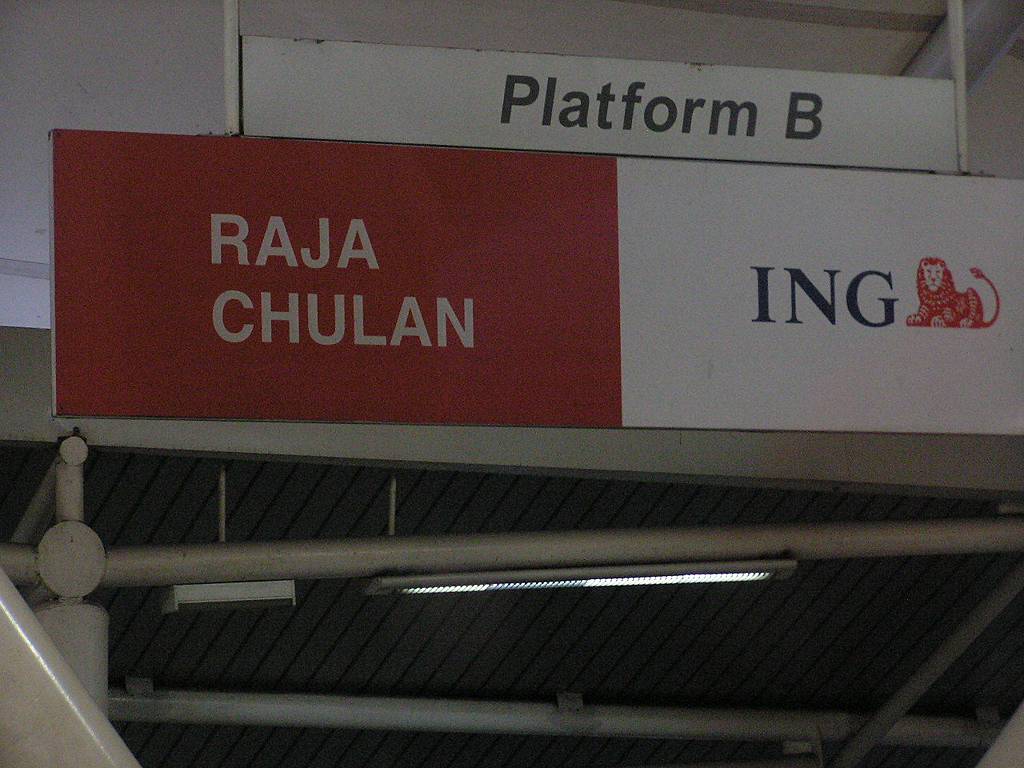 Platform B
RAJA
CHULAN
ING